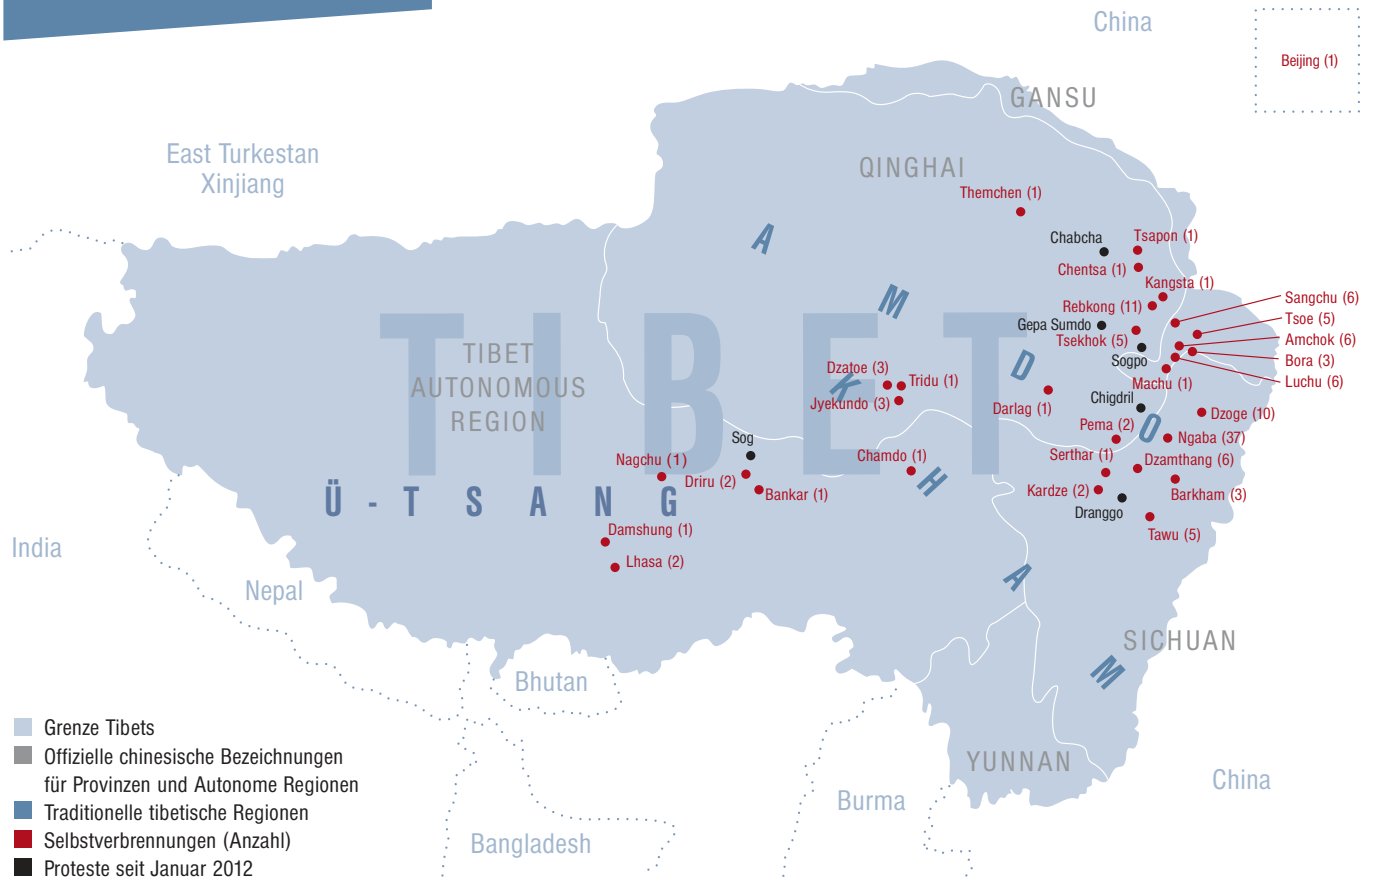 China
Beijing (1)
GANSU
East Turkestan
Xinjiang
QINGHAI
Themchen (1)
A
Chabcha
Tsapon (1)
Chentsa (1)
Kangsta (1)
M
Rebkong (11)
Sangchu (6)
Gepa Sumdo
Tsoe (5)
Tsekhok (5)
Amchok (6)
TIBET
TIBET
AUTONOMOUS
REGION
Sogpo
Bora (3)
D
Dzatoe (3)
Tridu (1)
K
Machu (1)
Luchu (6)
Jyekundo (3)
Darlag (1)
Chigdril
Dzoge (10)
Pema (2)
O
Ngaba (37)
Sog
Nagchu (1)
Chamdo (1)
Serthar (1)
Dzamthang (6)
Driru (2)
H
Bankar (1)
Kardze (2)
Barkham (3)
Ü - T S A N G
Dranggo
Damshung (1)
Tawu (5)
India
Lhasa (2)
A
Nepal
SICHUAN
M
Bhutan
YUNNAN
China
Burma
Bangladesh
Grenze Tibets
Offizielle chinesische Bezeichnungen
für Provinzen und Autonome Regionen
Traditionelle tibetische Regionen
Selbstverbrennungen (Anzahl)
Proteste seit Januar 2012